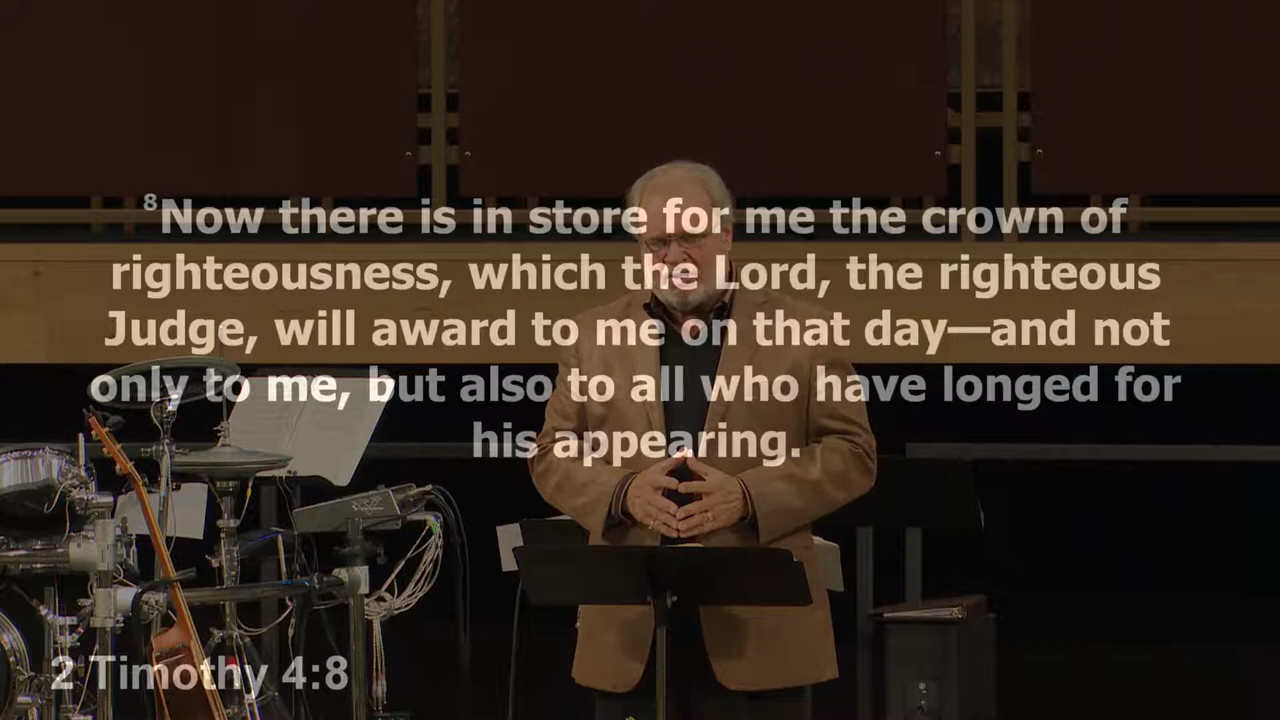 ⁸Now there is in store for me the crown of
righteousness, which the Lord, the righteous
Judge, will award to me on that day—and not
only to me, but also to all who have longed for
his appearing.
2 Timothy 4:8